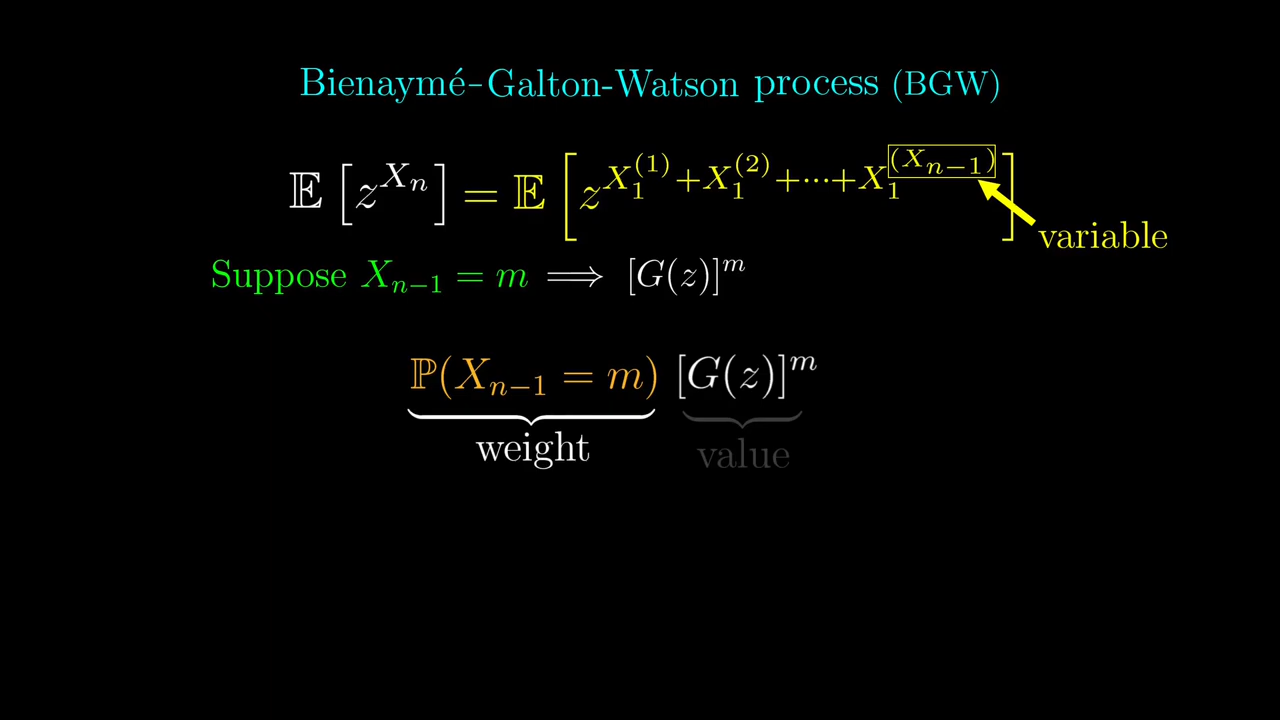 Bienaymé-Galton-Watson process (BGW)
𝔼[z^{X_n}] = 𝔼[z^{X_1^{(1)}+X_1^{(2)}+⋯+X_1^{(X_{n-1})}}]
variable
Suppose X_{n-1} = m ⟹ [G(z)]^m
ℙ(X_{n-1} = m) [G(z)]^m
weight value